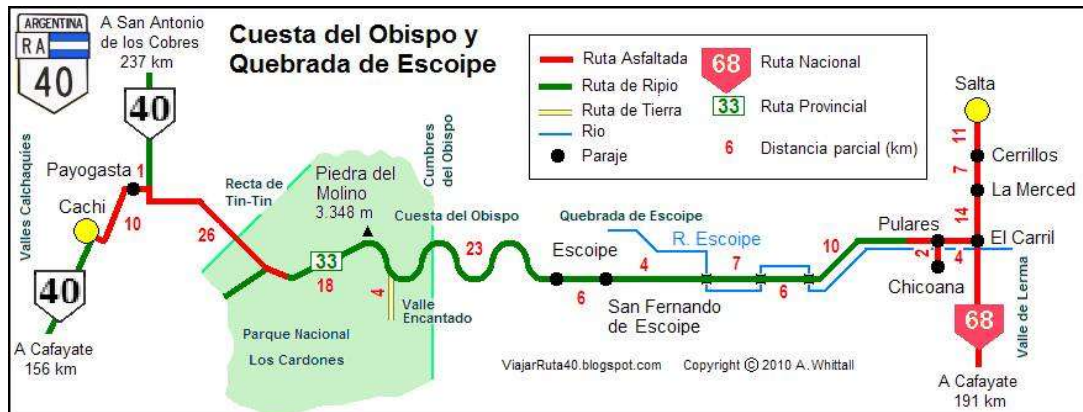 ARGENTINA
RA
40
A San Antonio
de los Cobres
237 km
40
Cuesta del Obispo y
Quebrada de Escoipe
Ruta Asfaltada
Ruta de Ripio
Ruta de Tierra
Rio
Paraje
68
Ruta Nacional
33
Ruta Provincial
6
Distancia parcial (km)
Valles Calchaquies
Payogasta
1
Cachi
10
40
A Cafayate
156 km
26
Recta de
Tin-Tin
Piedra del
Molino
3.348 m
Cumbres
del Obispo
33
18
4
Valle
Encantado
Parque Nacional
Los Cardones
Cuesta del Obispo
23
Escoipe
6
San Fernando
de Escoipe
Quebrada de Escoipe
R. Escoipe
4
7
6
10
Pulares
2
Chicoana
4
Salta
11
Cerrillos
7
La Merced
14
El Carril
68
Valle de Lerma
A Cafayate
191 km
ViajarRuta40.blogspot.com
Copyright © 2010 A.Whittall